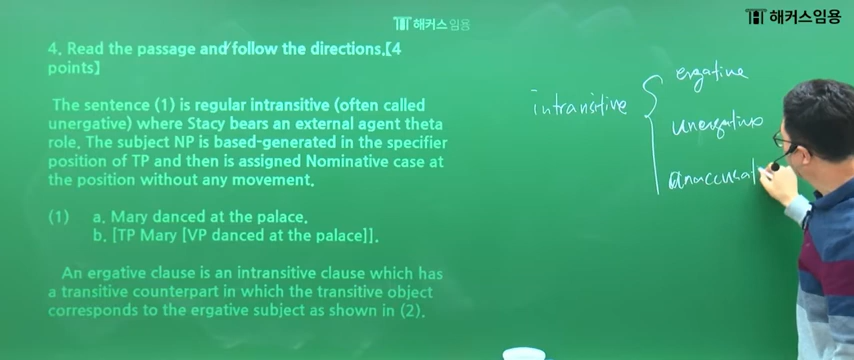 해커스임용
해커스임용
4. Read the passage and follow the directions.【4
points】
The sentence (1) is regular intransitive (often called
unergative) where Stacy bears an external agent theta
role. The subject NP is base-generated in the specifier
position of TP and then is assigned Nominative case at
the position without any movement.
(1) a. Mary danced at the palace.
b. [TP Mary [VP danced at the palace]].
An ergative clause is an intransitive clause which has
a transitive counterpart in which the transitive object
corresponds to the ergative subject as shown in (2).
intransitive
ergative
unergative
unaccusat